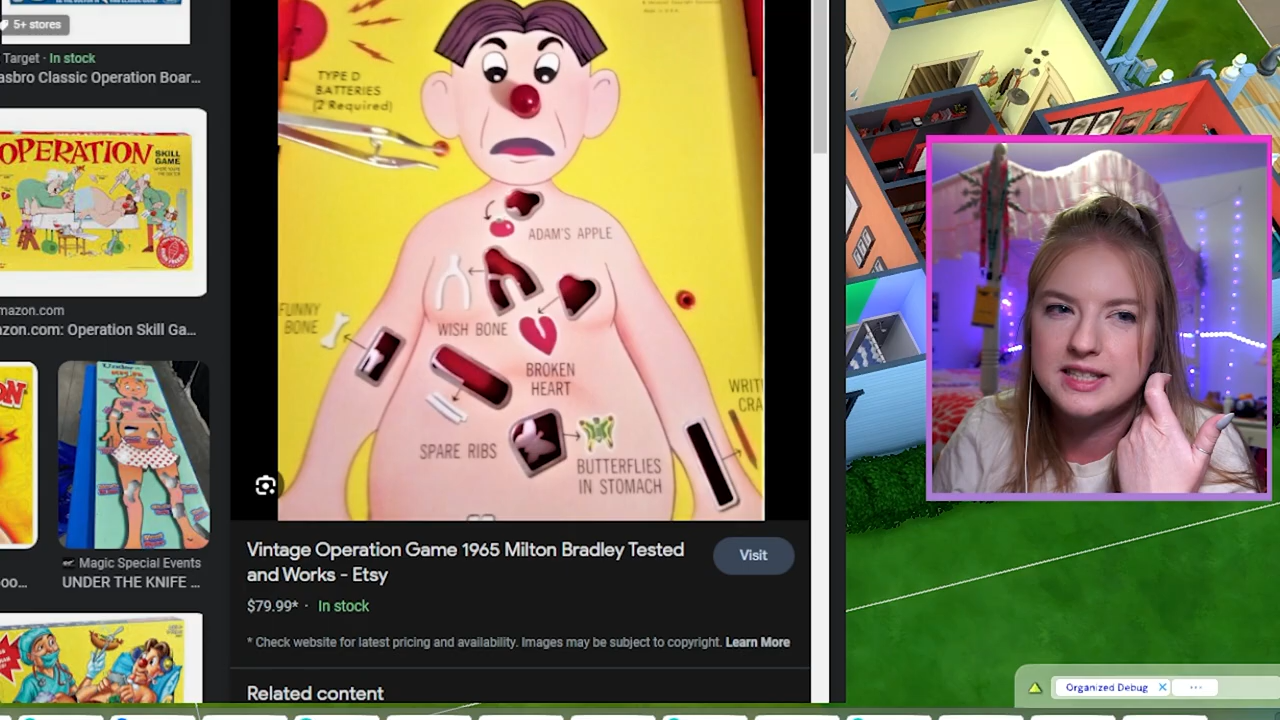 5+ stores
Target · In stock
asbro Classic Operation Boar...
OPERATION
SKILL
GAME
mazon.com
azon.com: Operation Skill Ga...
Magic Special Events
UNDER THE KNIFE ...
TYPE D
BATTERIES
(2 Required)
ADAM'S APPLE
FUNNY
BONE
WISH BONE
BROKEN
HEART
WRIT
CRA
SPARE RIBS
BUTTERFLIES
IN STOMACH
Vintage Operation Game 1965 Milton Bradley Tested
and Works - Etsy
Visit
$79.99* · In stock
* Check website for latest pricing and availability. Images may be subject to copyright. Learn More
Related content
Organized Debug